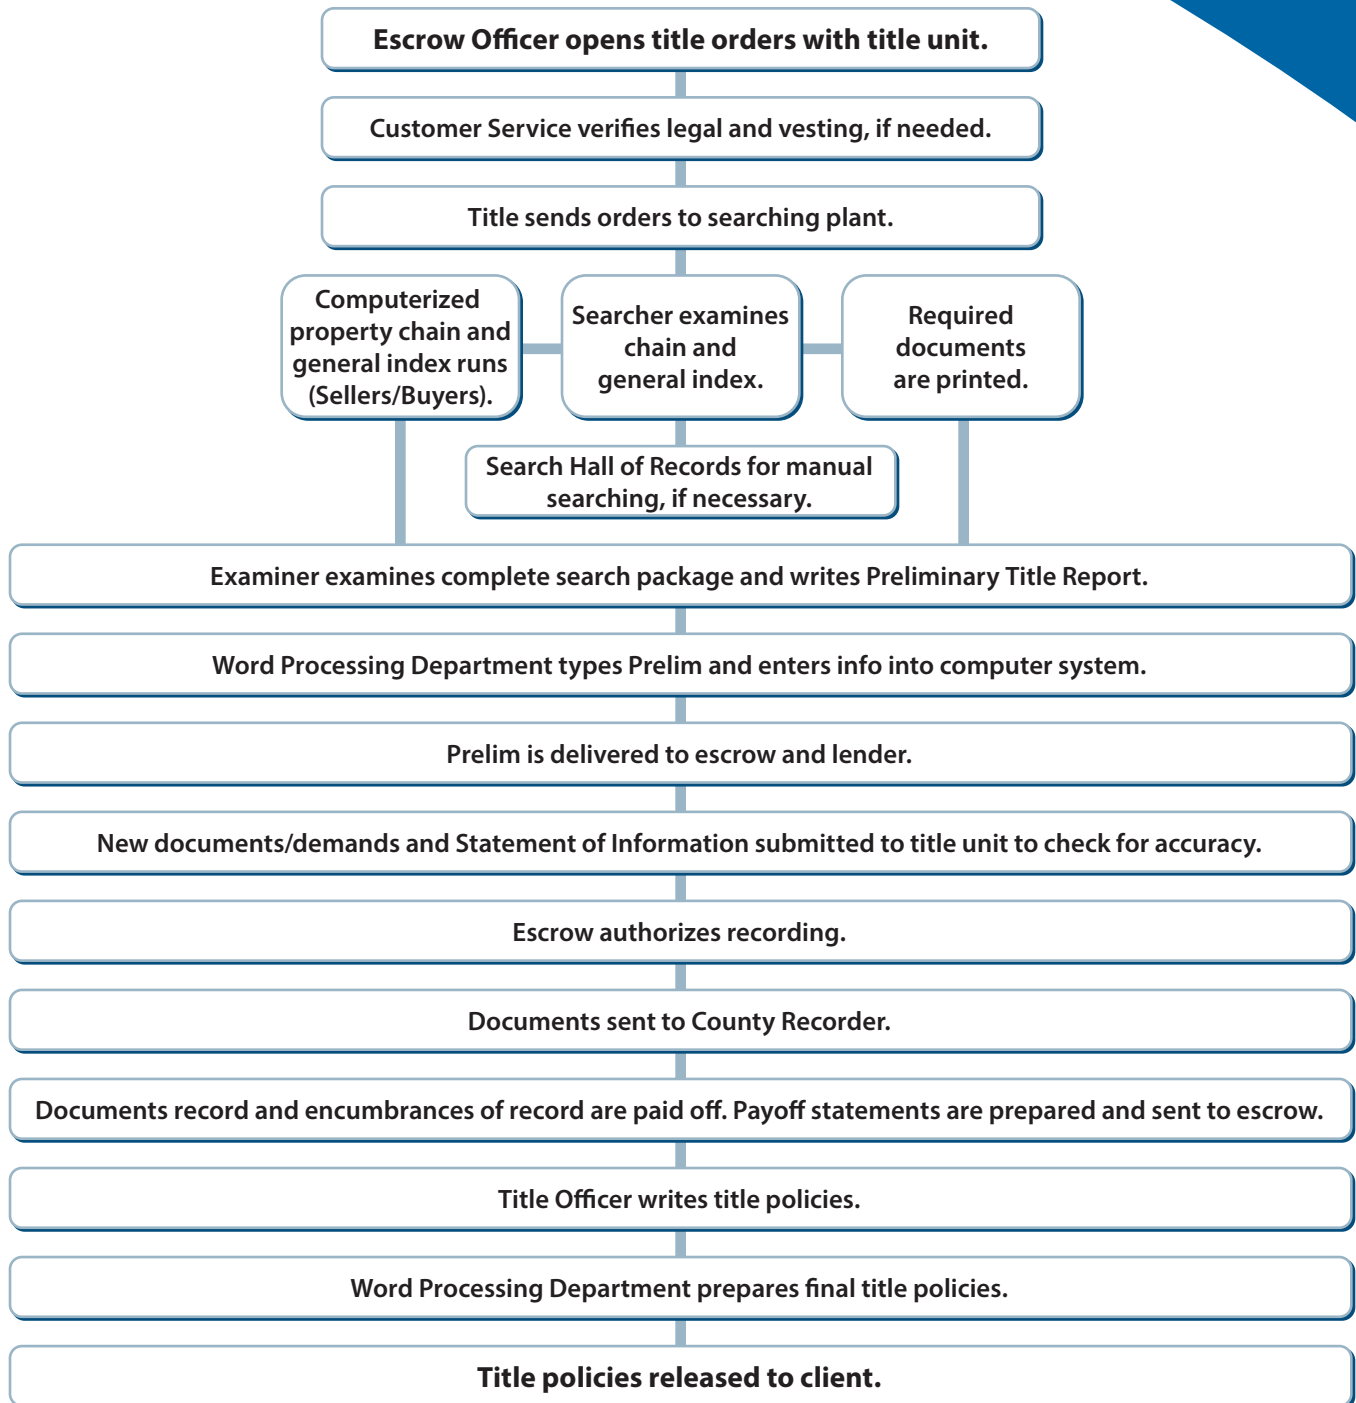 Escrow Officer opens title orders with title unit.
Customer Service verifies legal and vesting, if needed.
Title sends orders to searching plant.
Computerized
property chain and
general index runs
(Sellers/Buyers).
Searcher examines
chain and
general index.
Required
documents
are printed.
Search Hall of Records for manual
searching, if necessary.
Examiner examines complete search package and writes Preliminary Title Report.
Word Processing Department types Prelim and enters info into computer system.
Prelim is delivered to escrow and lender.
New documents/demands and Statement of Information submitted to title unit to check for accuracy.
Escrow authorizes recording.
Documents sent to County Recorder.
Documents record and encumbrances of record are paid off. Payoff statements are prepared and sent to escrow.
Title Officer writes title policies.
Word Processing Department prepares final title policies.
Title policies released to client.